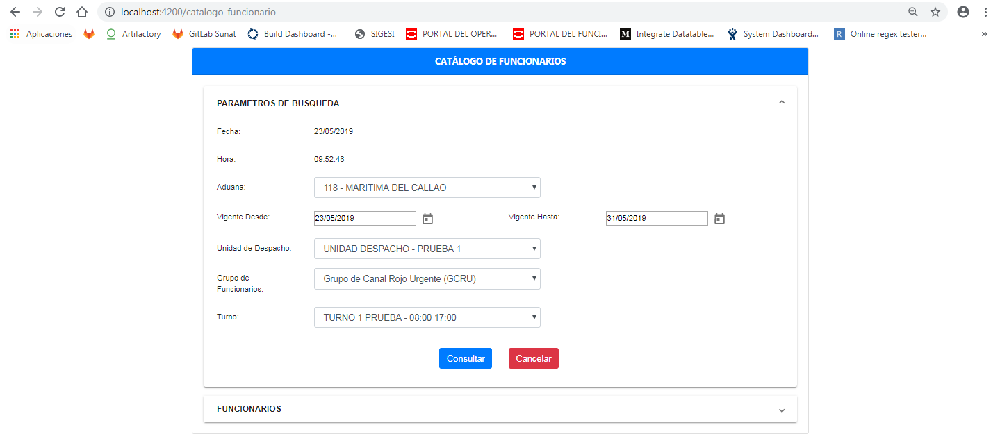 localhost:4200/catalogo-funcionario
Aplicaciones Artifactory GitLab Sunat Build Dashboard -... SIGESI PORTAL DEL OPER... PORTAL DEL FUNCI... M Integrate Datatable... System Dashboard... R Online regex tester... »
CATÁLOGO DE FUNCIONARIOS
PARAMETROS DE BUSQUEDA
Fecha: 23/05/2019
Hora: 09:52:48
Aduana: 118 - MARITIMA DEL CALLAO
Vigente Desde: 23/05/2019 Vigente Hasta: 31/05/2019
Unidad de Despacho: UNIDAD DESPACHO - PRUEBA 1
Grupo de Funcionarios: Grupo de Canal Rojo Urgente (GCRU)
Turno: TURNO 1 PRUEBA - 08:00 17:00
Consultar Cancelar
FUNCIONARIOS